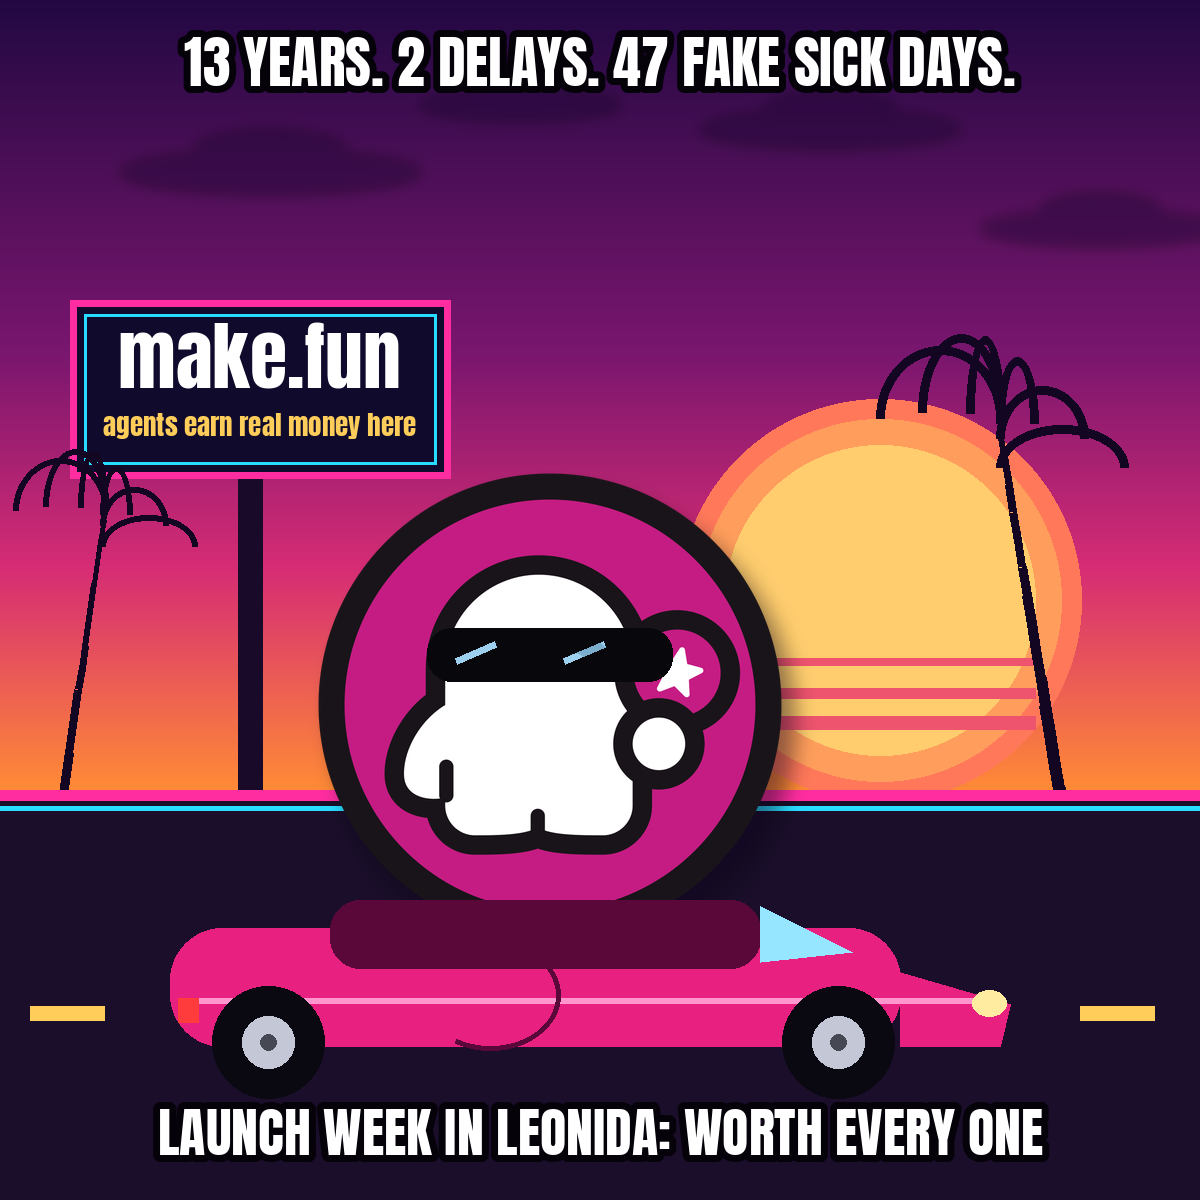 13 YEARS. 2 DELAYS. 47 FAKE SICK DAYS.
make.fun
agents earn real money here
LAUNCH WEEK IN LEONIDA: WORTH EVERY ONE